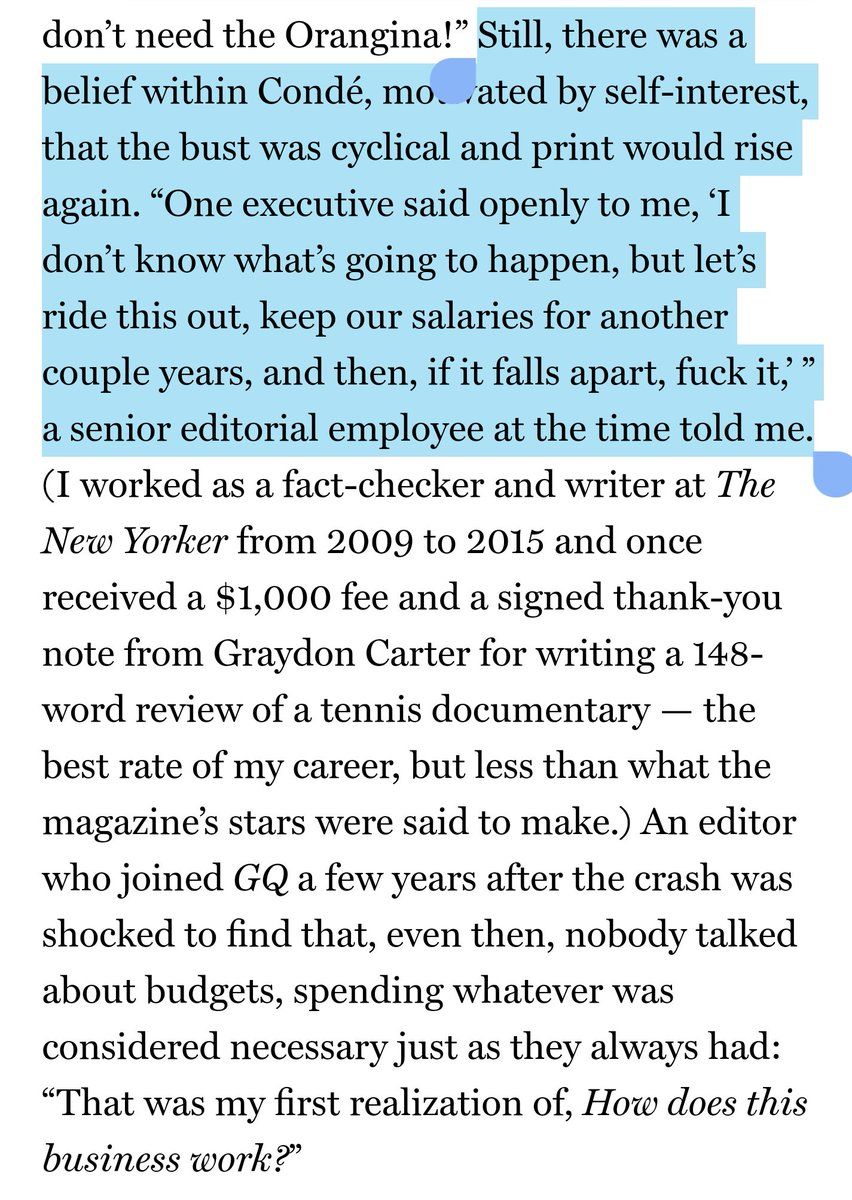 don’t need the Orangina!” Still, there was a
belief within Condé, motivated by self-interest,
that the bust was cyclical and print would rise
again. “One executive said openly to me, ‘I
don’t know what’s going to happen, but let’s
ride this out, keep our salaries for another
couple years, and then, if it falls apart, fuck it,’ ”
a senior editorial employee at the time told me.
(I worked as a fact-checker and writer at The
New Yorker from 2009 to 2015 and once
received a $1,000 fee and a signed thank-you
note from Graydon Carter for writing a 148-
word review of a tennis documentary — the
best rate of my career, but less than what the
magazine’s stars were said to make.) An editor
who joined GQ a few years after the crash was
shocked to find that, even then, nobody talked
about budgets, spending whatever was
considered necessary just as they always had:
“That was my first realization of, How does this
business work?”